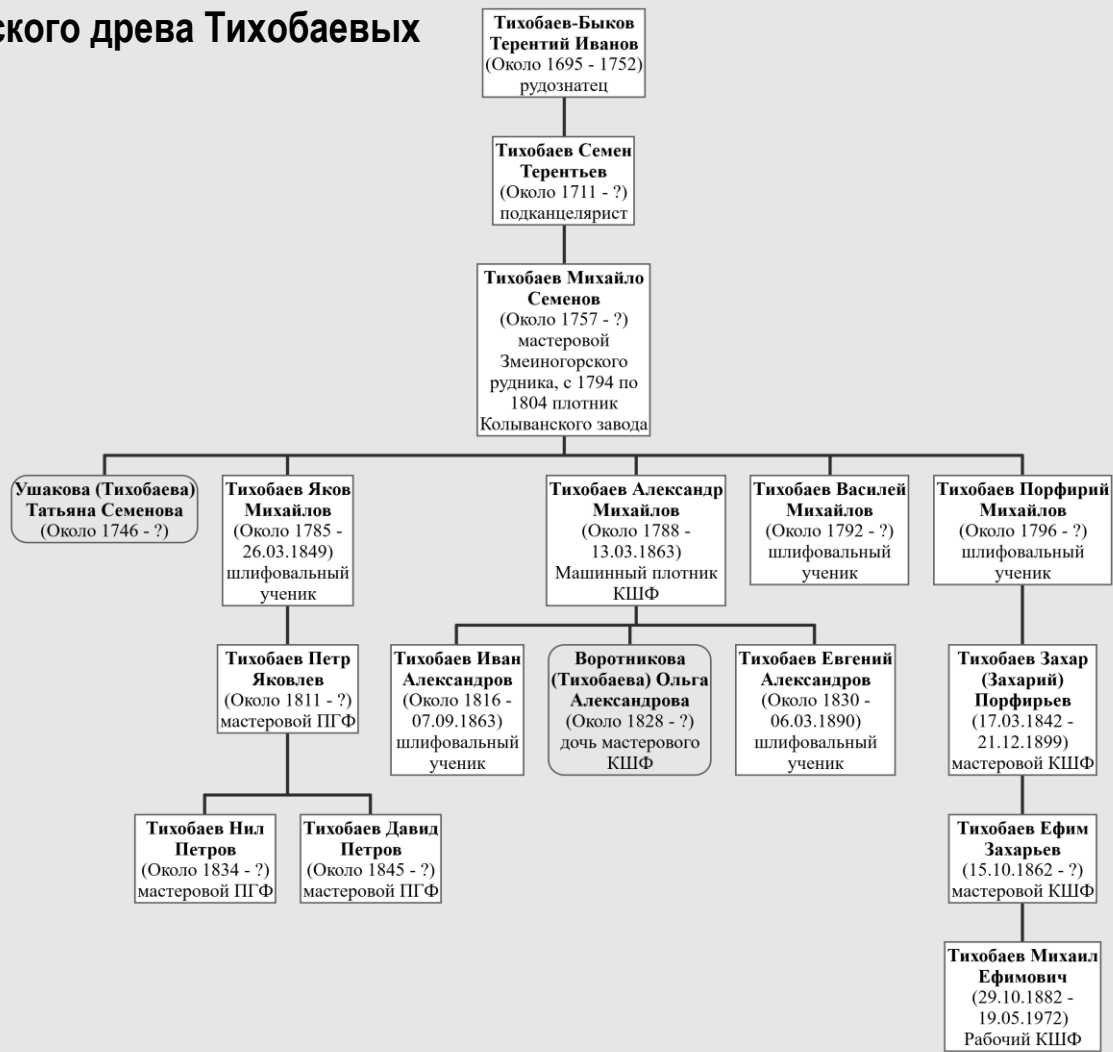 ского древа Тихобаевых
Тихобаев-Быков
Терентий Иванов
(Около 1695 - 1752)
рудознатец
Тихобаев Семен
Терентьев
(Около 1711 - ?)
подканцелярист
Тихобаев Михайло
Семенов
(Около 1757 - ?)
мастеровой
Змеиногорского
рудника, с 1794 по
1804 плотник
Колыванского завода
Ушакова (Тихобаева)
Татьяна Семенова
(Около 1746 - ?)
Тихобаев Яков
Михайлов
(Около 1785 -
26.03.1849)
шлифовальный
ученик
Тихобаев Александр
Михайлов
(Около 1788 -
13.03.1863)
Машинный плотник
КШФ
Тихобаев Василей
Михайлов
(Около 1792 - ?)
шлифовальный
ученик
Тихобаев Порфирий
Михайлов
(Около 1796 - ?)
шлифовальный
ученик
Тихобаев Петр
Яковлев
(Около 1811 - ?)
мастеровой ПГФ
Тихобаев Иван
Александров
(Около 1816 -
07.09.1863)
шлифовальный
ученик
Воротникова
(Тихобаева) Ольга
Александрова
(Около 1828 - ?)
дочь мастерового
КШФ
Тихобаев Евгений
Александров
(Около 1830 -
06.03.1890)
шлифовальный
ученик
Тихобаев Захар
(Захарий)
Порфирьев
(17.03.1842 -
21.12.1899)
мастеровой КШФ
Тихобаев Нил
Петров
(Около 1834 - ?)
мастеровой ПГФ
Тихобаев Давид
Петров
(Около 1845 - ?)
мастеровой ПГФ
Тихобаев Ефим
Захарьев
(15.10.1862 - ?)
мастеровой КШФ
Тихобаев Михаил
Ефимович
(29.10.1882 -
19.05.1972)
Рабочий КШФ